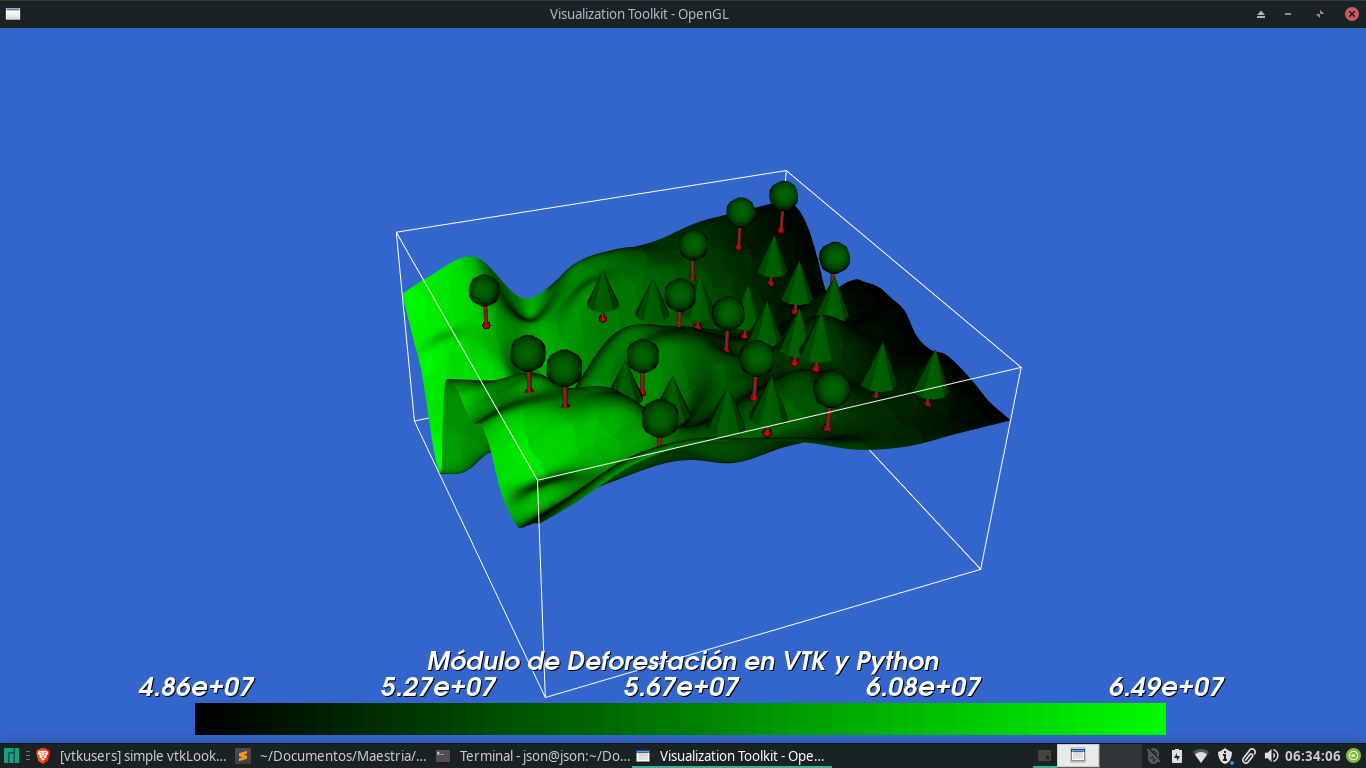 Visualization Toolkit - OpenGL
Módulo de Deforestación en VTK y Python
4.86e+07 5.27e+07 5.67e+07 6.08e+07 6.49e+07
[vtkusers] simple vtkLook... ~/Documentos/Maestria/... Terminal - json@json:~/Do... Visualization Toolkit - Ope... 06:34:06